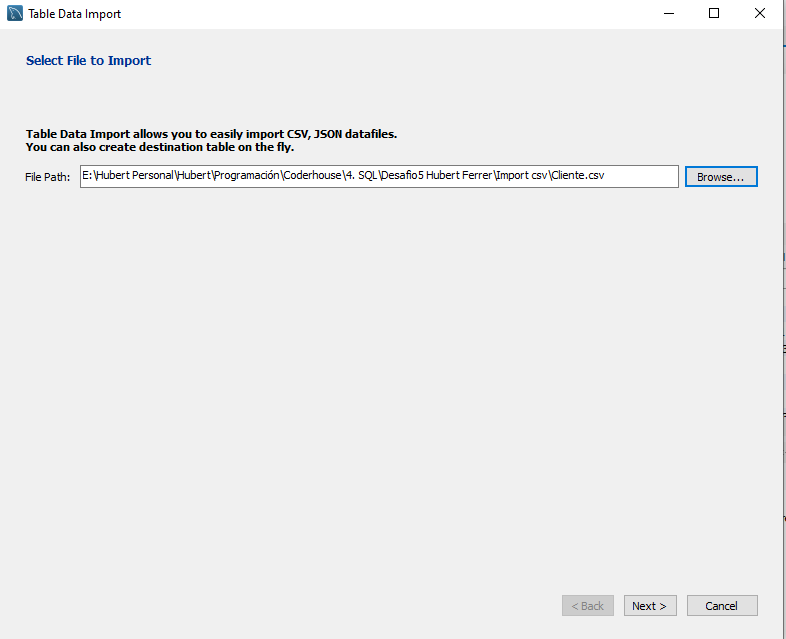 Table Data Import
Select File to Import
Table Data Import allows you to easily import CSV, JSON datafiles.
You can also create destination table on the fly.
File Path: E:\Hubert Personal\Hubert\Programación\Coderhouse\4. SQL\Desafio5 Hubert Ferrer\Import csv\Cliente.csv Browse...
< Back Next > Cancel